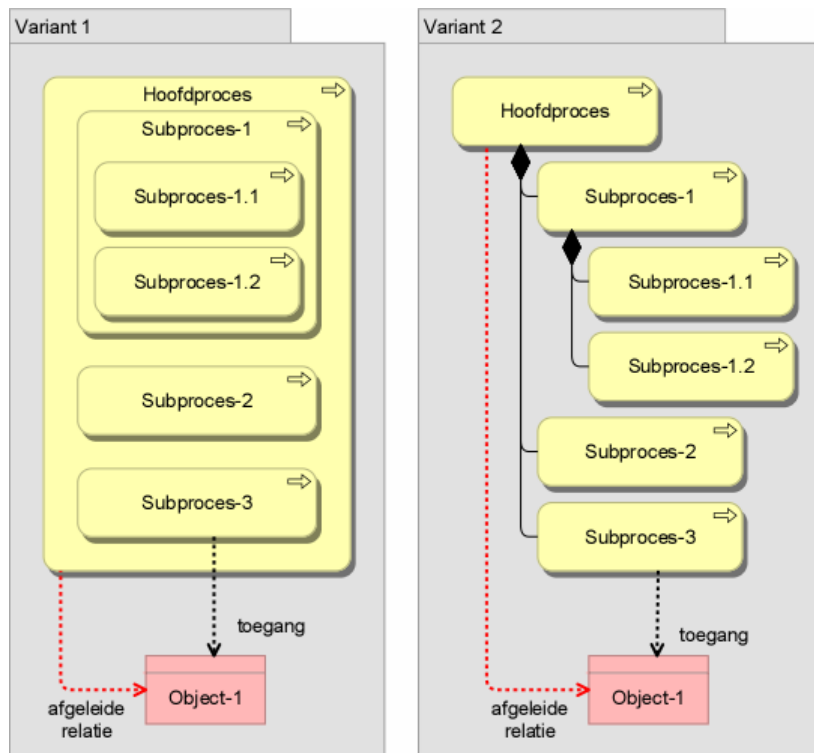 Variant 1
Hoofdproces
Subproces-1
Subproces-1.1
Subproces-1.2
Subproces-2
Subproces-3
toegang
Object-1
afgeleide
relatie
Variant 2
Hoofdproces
Subproces-1
Subproces-1.1
Subproces-1.2
Subproces-2
Subproces-3
toegang
Object-1
afgeleide
relatie